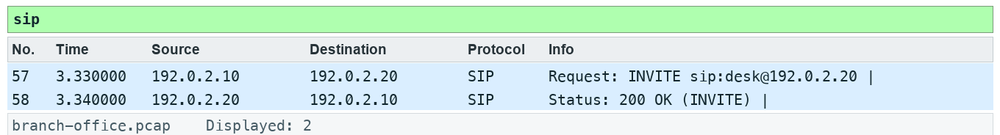 sip
No. Time Source Destination Protocol Info
57 3.330000 192.0.2.10 192.0.2.20 SIP Request: INVITE sip:desk@192.0.2.20 |
58 3.340000 192.0.2.20 192.0.2.10 SIP Status: 200 OK (INVITE) |
branch-office.pcap Displayed: 2